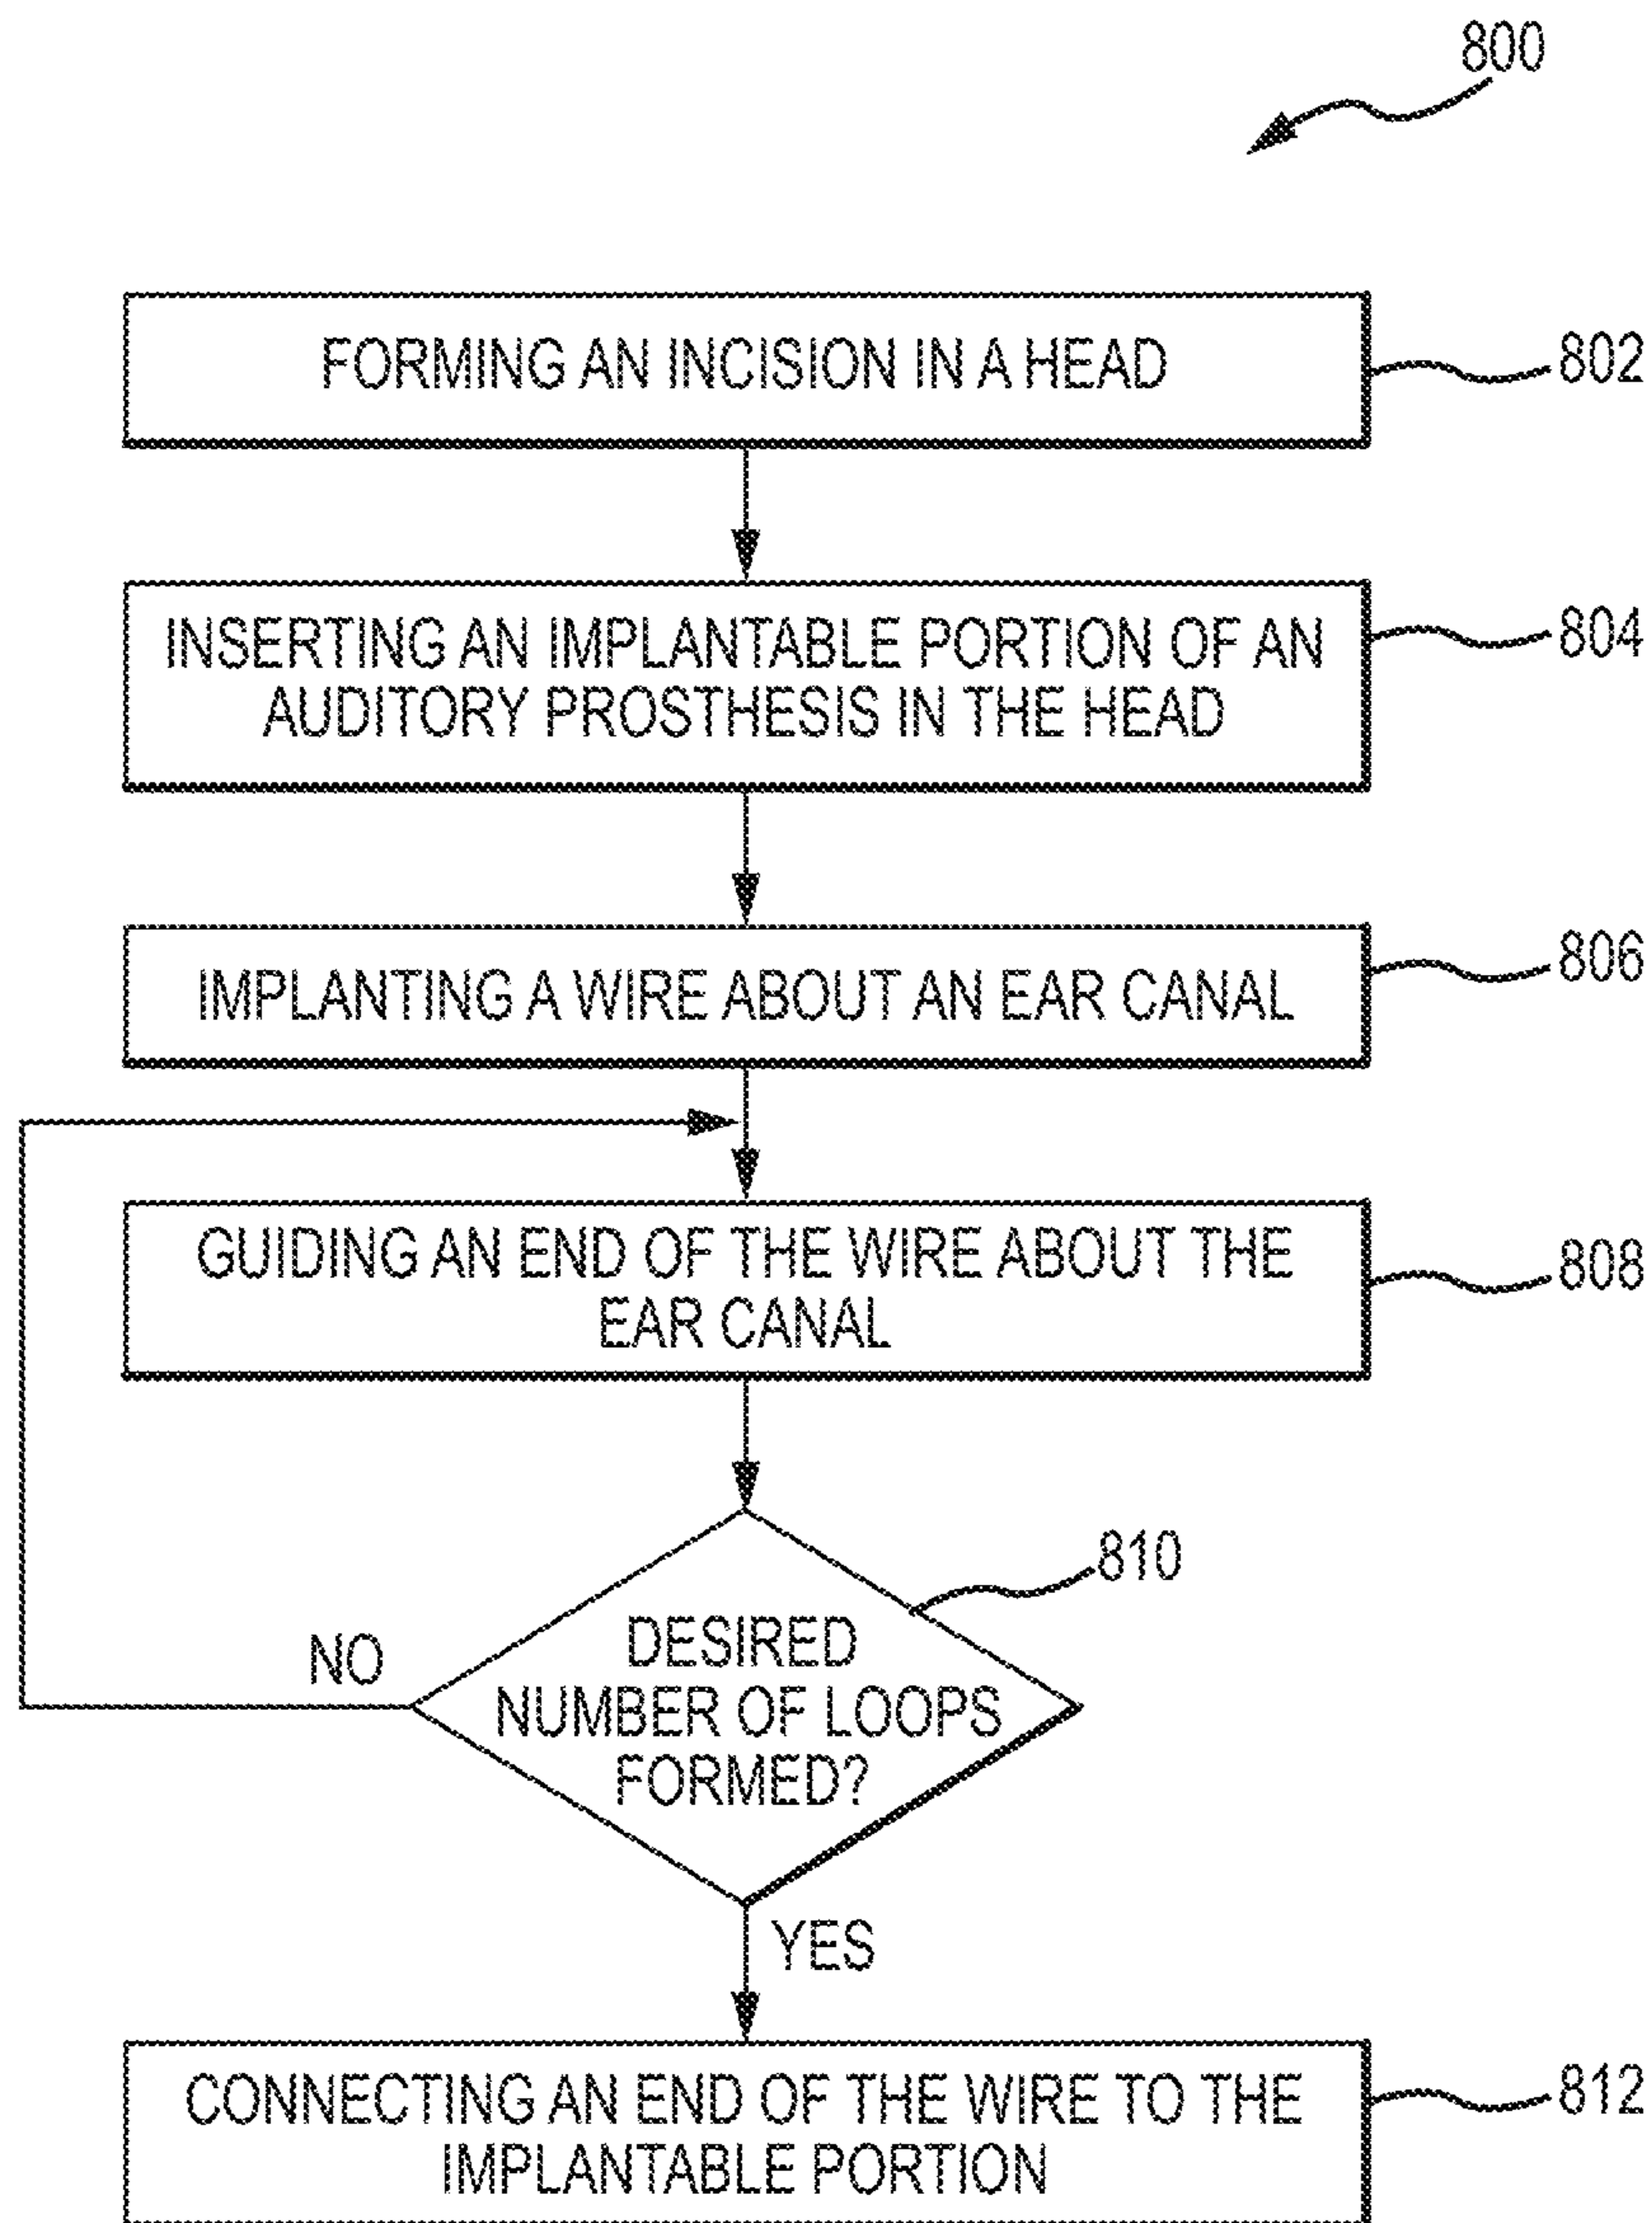 800
FORMING AN INCISION IN A HEAD
802
INSERTING AN IMPLANTABLE PORTION OF AN
AUDITORY PROSTHESIS IN THE HEAD
804
IMPLANTING A WIRE ABOUT AN EAR CANAL
806
GUIDING AN END OF THE WIRE ABOUT THE
EAR CANAL
808
810
DESIRED
NUMBER OF LOOPS
FORMED?
NO
YES
CONNECTING AN END OF THE WIRE TO THE
IMPLANTABLE PORTION
812